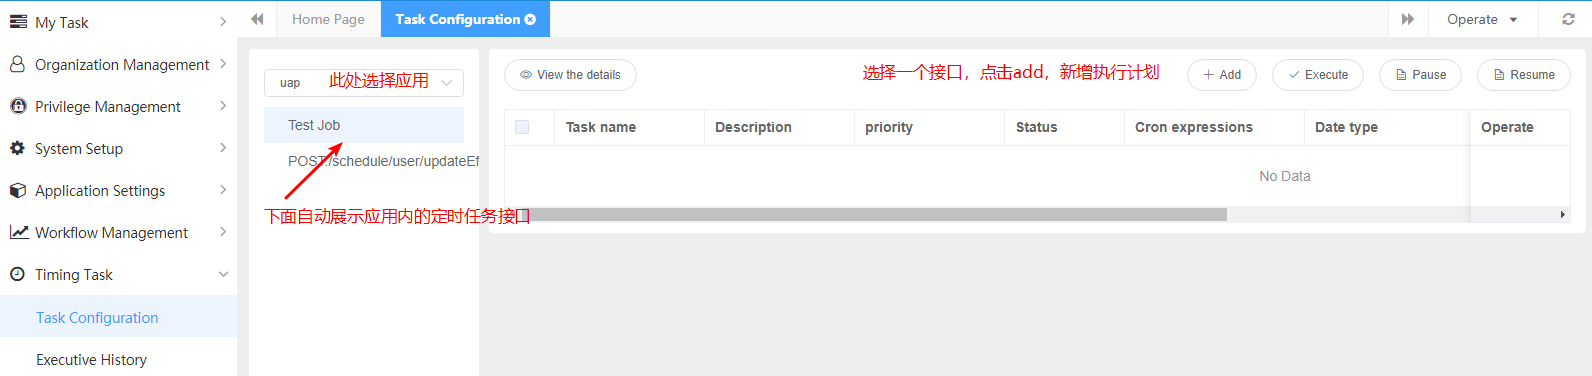 My Task
Organization Management
Privilege Management
System Setup
Application Settings
Workflow Management
Timing Task
Task Configuration
Executive History
Home Page
Task Configuration
Operate
uap
此处选择应用
Test Job
POST:/schedule/user/updateEf
下面自动展示应用内的定时任务接口
View the details
选择一个接口，点击add，新增执行计划
Add
Execute
Pause
Resume
Task name Description priority Status Cron expressions Date type Operate
No Data